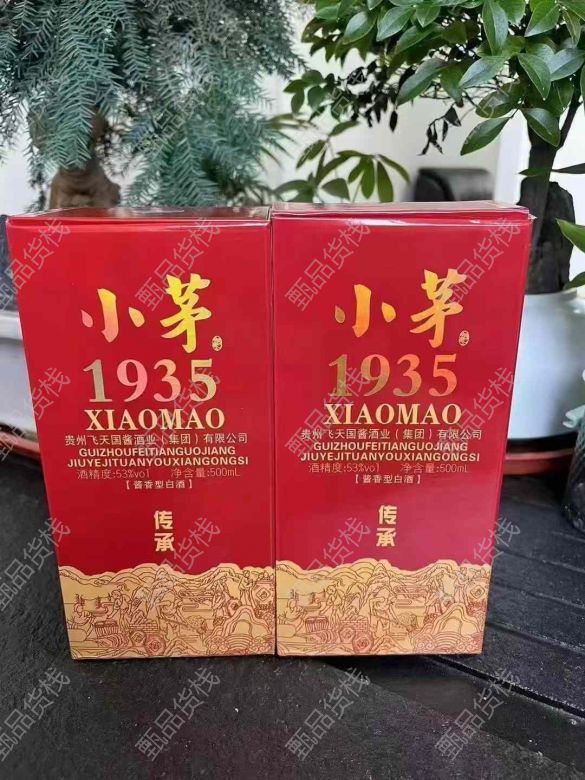 小茅
1935
XIAOMAO
贵州飞天国酱酒业（集团）有限公司
GUIZHOUFEITIANGUOJIANG
JIUYEJITUANYOUXIANGONGSI
酒精度:53%vol 净含量:500mL
【酱香型白酒】
传承
小茅
1935
XIAOMAO
贵州飞天国酱酒业（集团）有限公司
GUIZHOUFEITIANGUOJIANG
JIUYEJITUANYOUXIANGONGSI
酒精度:53%vol 净含量:500mL
【酱香型白酒】
传承
甄品货栈